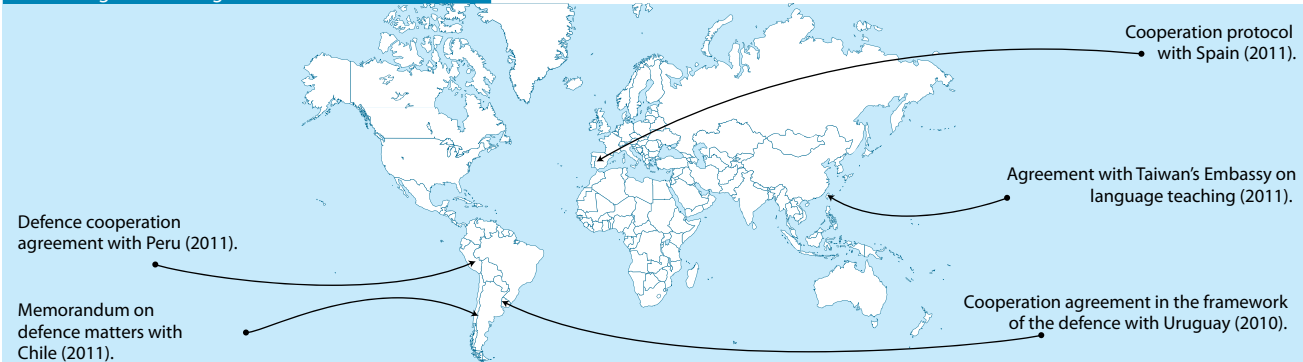 Cooperation protocol
with Spain (2011).
Agreement with Taiwan’s Embassy on
language teaching (2011).
Defence cooperation
agreement with Peru (2011).
Memorandum on
defence matters with
Chile (2011).
Cooperation agreement in the framework
of the defence with Uruguay (2010).